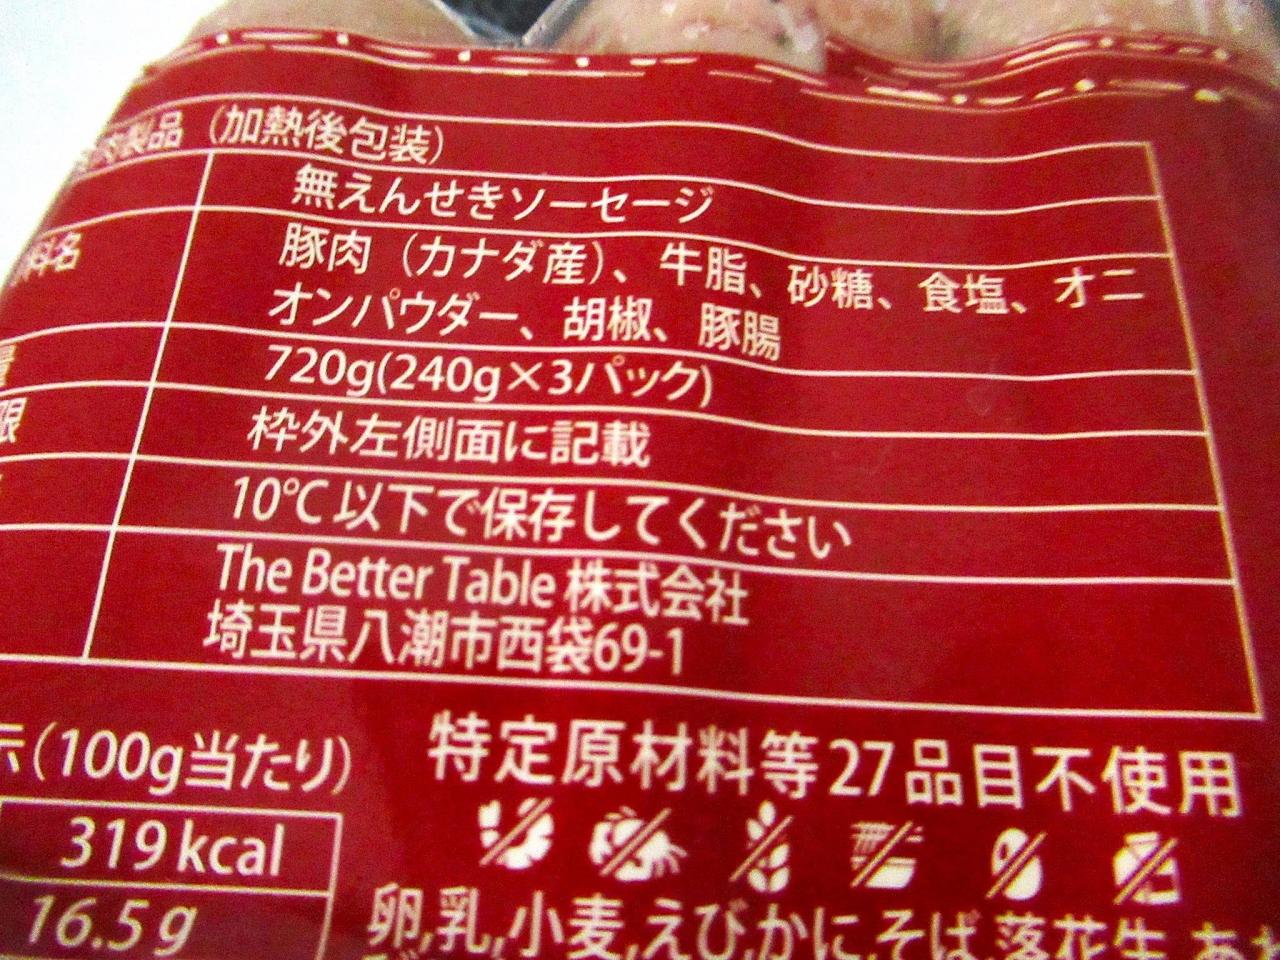 肉製品（加熱後包装）
無えんせきソーセージ
料名
豚肉（カナダ産）、牛脂、砂糖、食塩、オニ
オンパウダー、胡椒、豚腸
量
720g(240g×3パック)
限
枠外左側面に記載
10℃以下で保存してください
The Better Table 株式会社
埼玉県八潮市西袋69-1
示(100g当たり)
特定原材料等27品目不使用
319kcal
16.5g
卵,乳,小麦,えび,かに,そば,落花生